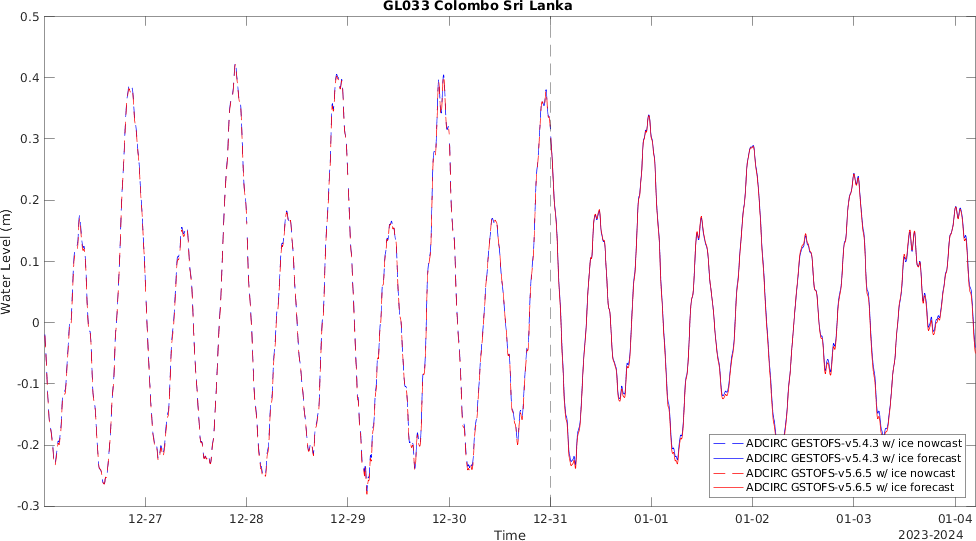 GL033 Colombo Sri Lanka
0.5
0.4
0.3
0.2
0.1
0
-0.1
-0.2
-0.3
Water Level (m)
ADCIRC GESTOFS-v5.4.3 w/ ice nowcast
ADCIRC GESTOFS-v5.4.3 w/ ice forecast
ADCIRC GSTOFS-v5.6.5 w/ ice nowcast
ADCIRC GSTOFS-v5.6.5 w/ ice forecast
12-27 12-28 12-29 12-30 12-31 01-01 01-02 01-03 01-04
Time
2023-2024